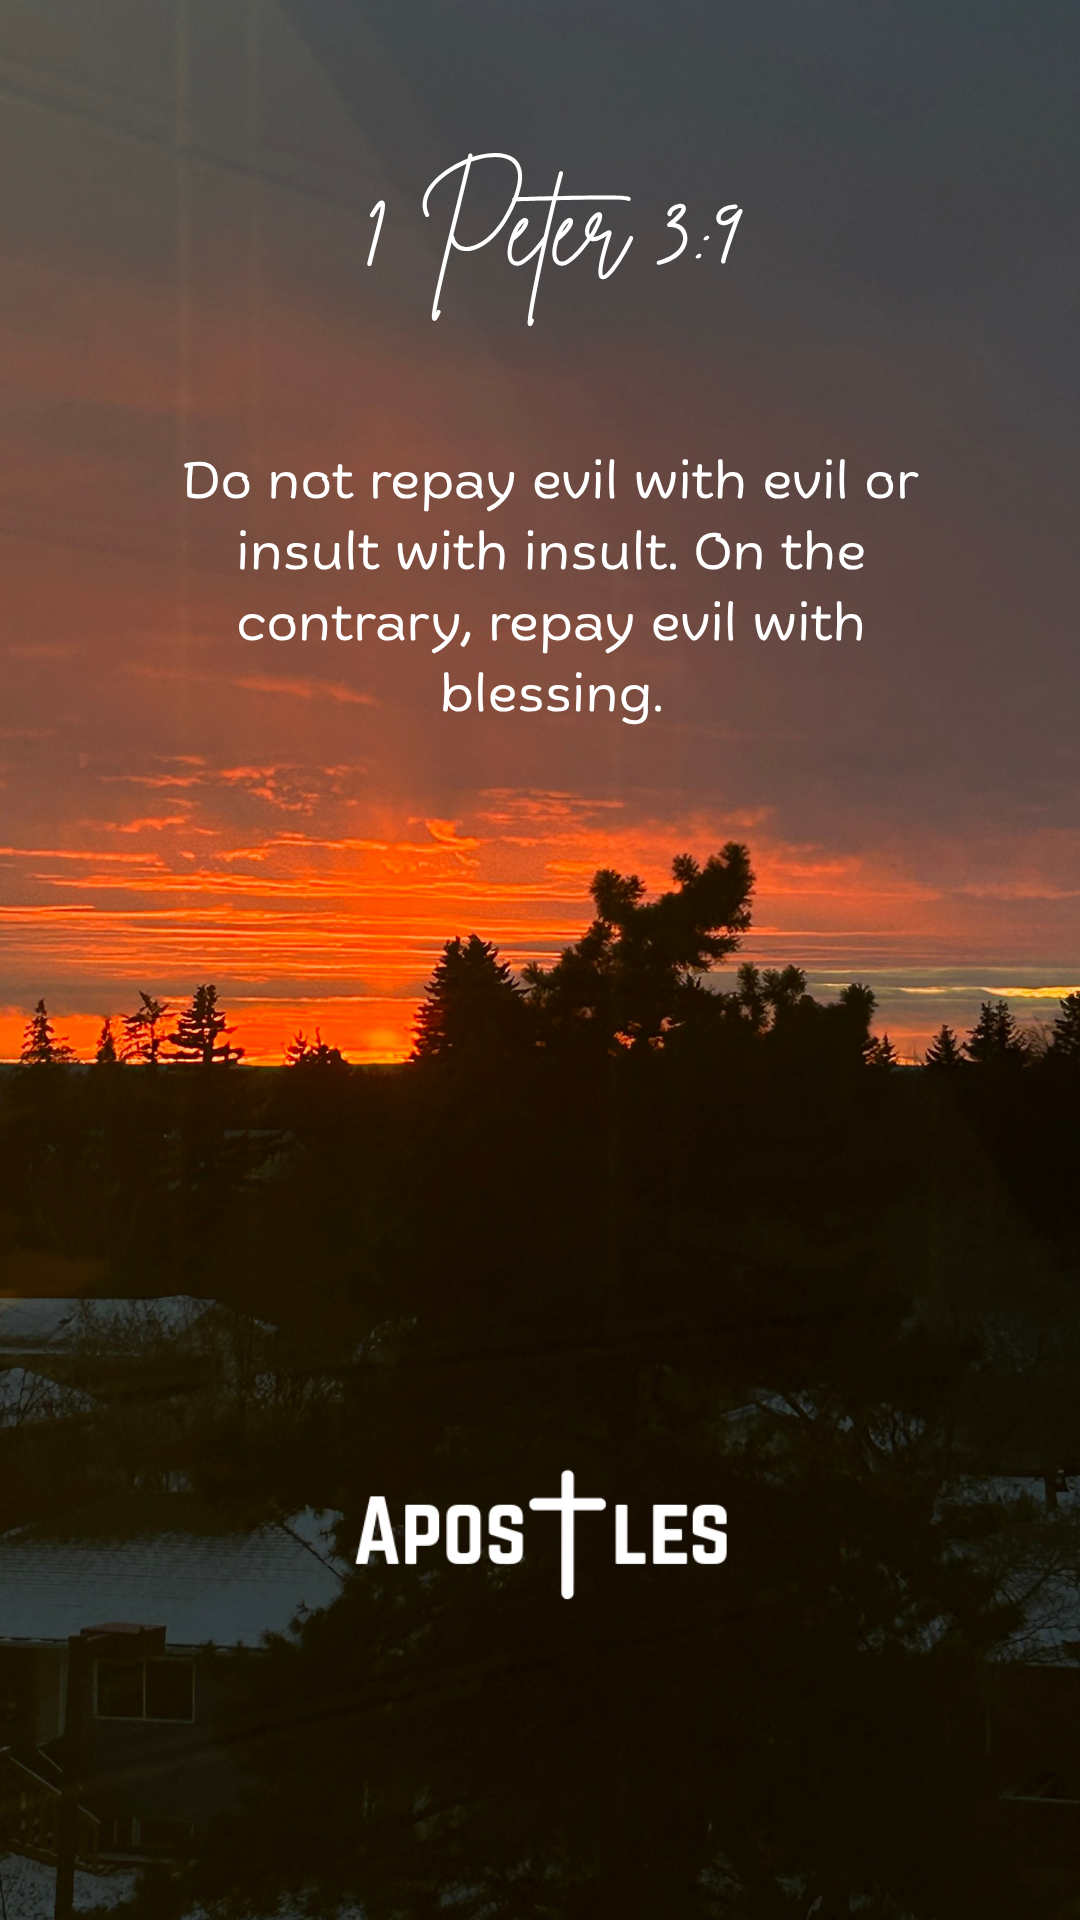 1 Peter 3:9
Do not repay evil with evil or
insult with insult. On the
contrary, repay evil with
blessing.
APOSTLES